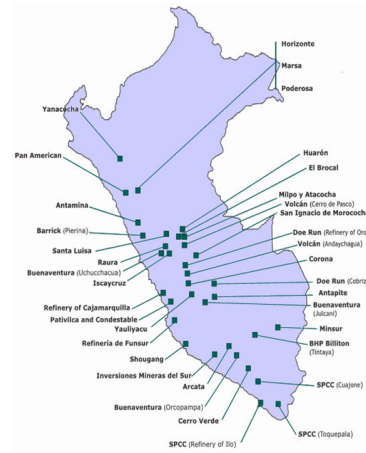 Horizonte
Marsa
Poderosa
Yanacocha
Pan American
Huarón
El Brocal
Milpo y Atacocha
Volcán (Cerro de Pasco)
San Ignacio de Morococh
Antamina
Barrick (Pierina)
Doe Run (Refinery of Oro
Santa Luisa
Volcán (Andaychagua)
Raura
Corona
Buenaventura (Uchucchacua)
Iscaycruz
Doe Run (Cobriz
Antapite
Refinery of Cajamarquilla
Buenaventura
(Julcani)
Pativilca and Condestable
Yauliyacu
Minsur
Refinería de Funsur
BHP Billiton
(Tintaya)
Shougang
Inversiones Mineras del Sur
SPCC (Cuajone)
Arcata
Buenaventura (Orcopampa)
Cerro Verde
SPCC (Toquepala)
SPCC (Refinery of Ilo)